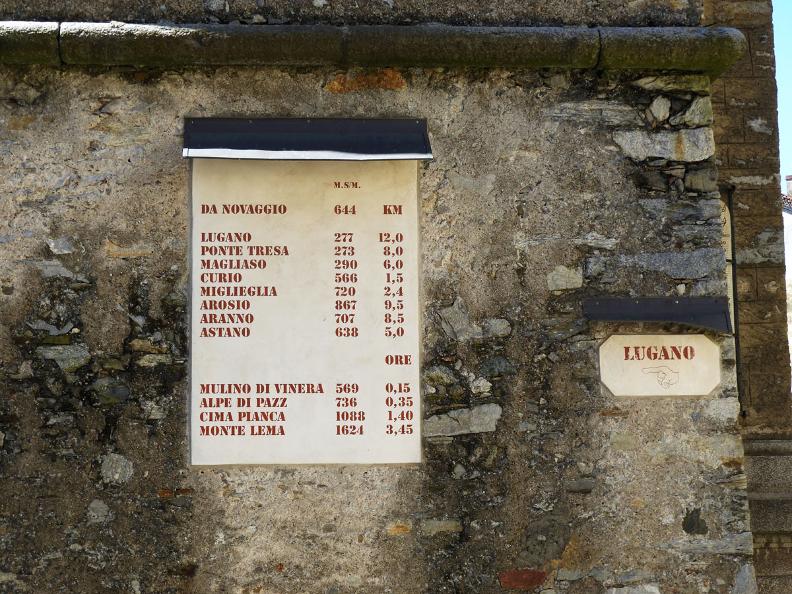 M.S/M.
DA NOVAGGIO 644 KM
LUGANO 277 12,0
PONTE TRESA 273 8,0
MAGLIASO 290 6,0
CURIO 566 1,5
MIGLIEGLIA 720 2,4
AROSIO 867 9,5
ARANNO 707 8,5
ASTANO 638 5,0
ORE
MULINO DI VINERA 569 0,15
ALPE DI PAZZ 736 0,35
CIMA PIANCA 1088 1,40
MONTE LEMA 1624 3,45
LUGANO